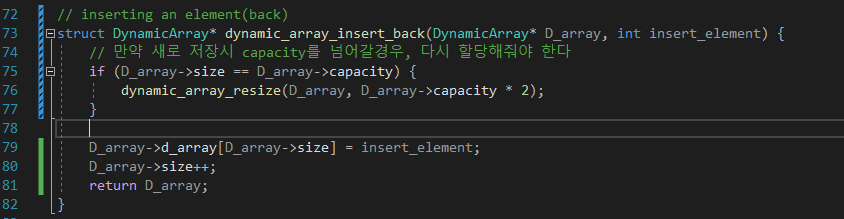 72 // inserting an element(back)
73 struct DynamicArray* dynamic_array_insert_back(DynamicArray* D_array, int insert_element) {
74 // 만약 새로 저장시 capacity를 넘어갈경우, 다시 할당해줘야 한다
75 if (D_array->size == D_array->capacity) {
76 dynamic_array_resize(D_array, D_array->capacity * 2);
77 }
78
79 D_array->d_array[D_array->size] = insert_element;
80 D_array->size++;
81 return D_array;
82 }